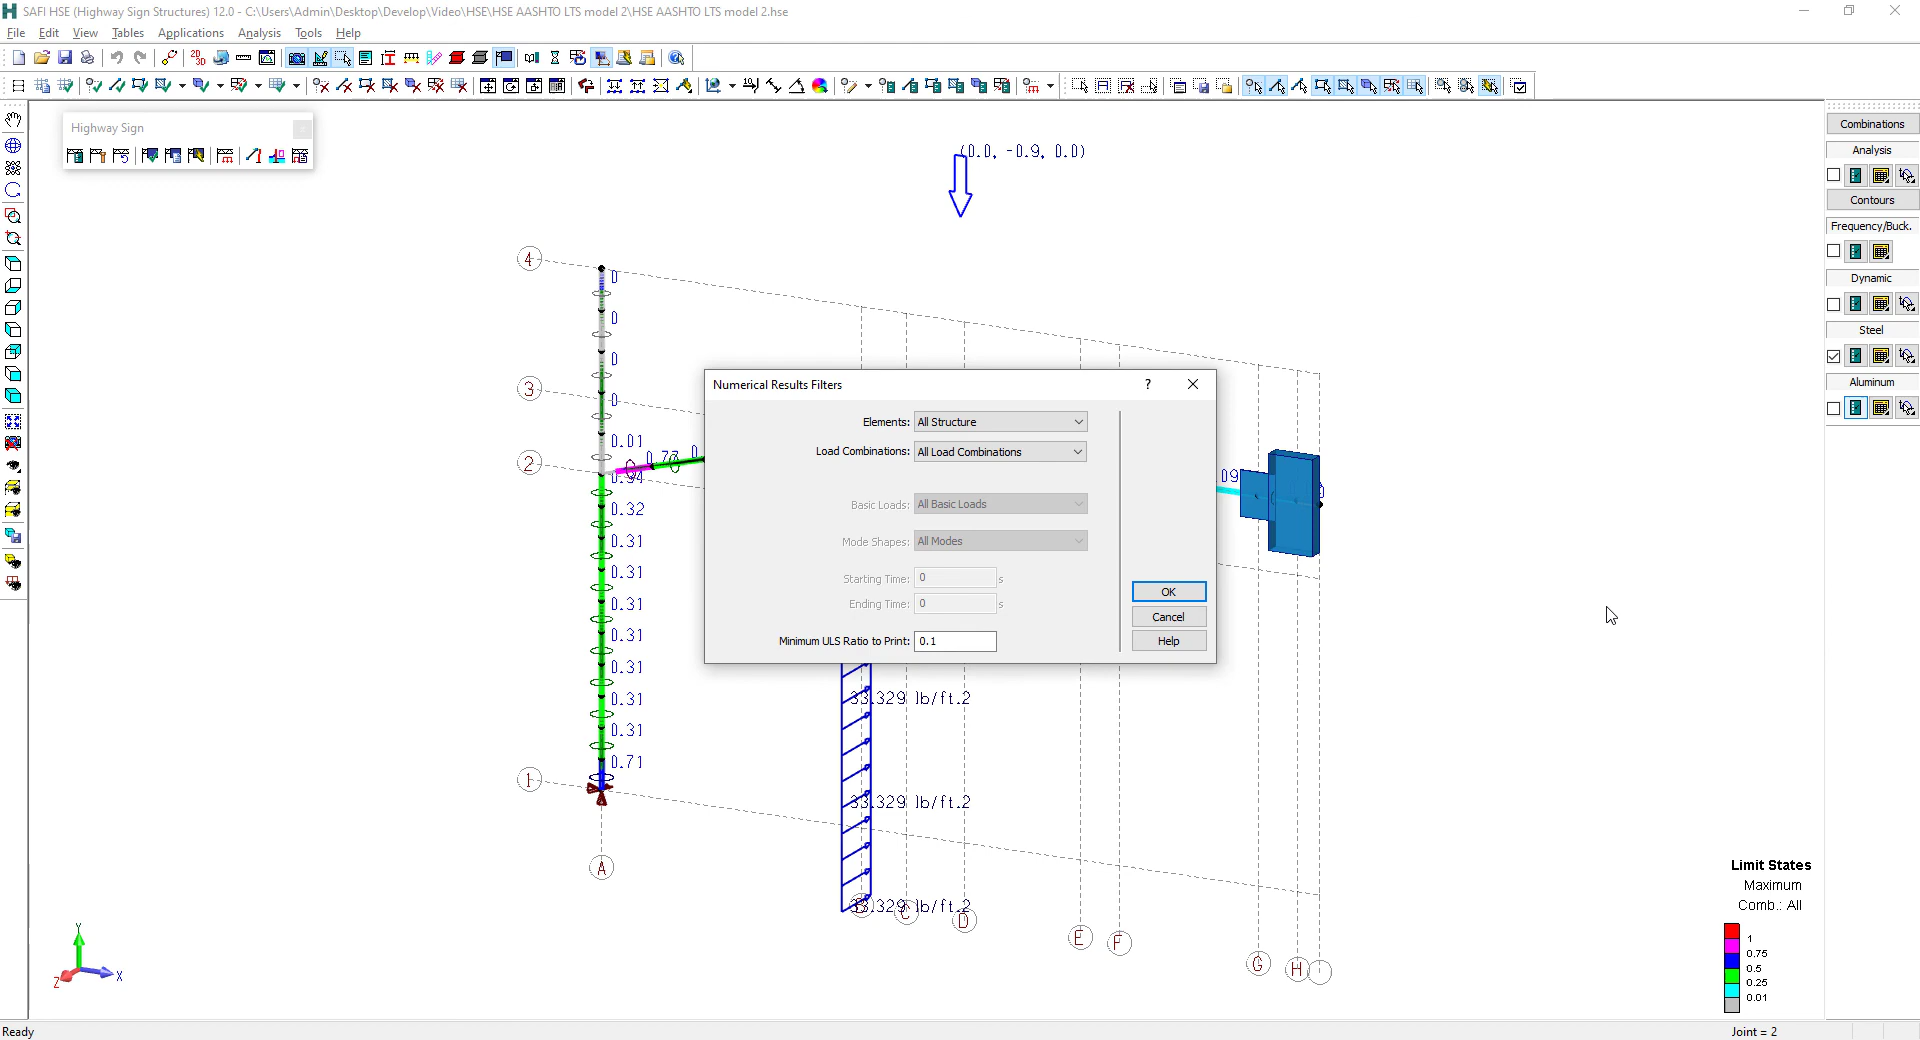 SAFI HSE (Highway Sign Structures) 12.0 - C:\Users\Admin\Desktop\Develop\Video\HSE\HSE AASHTO LTS model 2\HSE AASHTO LTS model 2.hse
File Edit View Tables Applications Analysis Tools Help
Highway Sign
Combinations
Analysis
Contours
Frequency/Buck.
Dynamic
Steel
Aluminum
(0.0, -0.9, 0.0)
4
3
2
1
0
0
0
0
0.01
0.32
0.31
0.31
0.31
0.31
0.31
0.31
0.31
0.71
Numerical Results Filters
Elements: All Structure
Load Combinations: All Load Combinations
Basic Loads: All Basic Loads
Mode Shapes: All Modes
Starting Time: 0 s
Ending Time: 0 s
Minimum ULS Ratio to Print: 0.1
OK
Cancel
Help
33.329 lb/ft.2
33.329 lb/ft.2
33.329 lb/ft.2
A
C
D
E
F
G
H
Y
X
Z
Limit States
Maximum
Comb.: All
1
0.75
0.5
0.25
0.01
Ready
Joint = 2